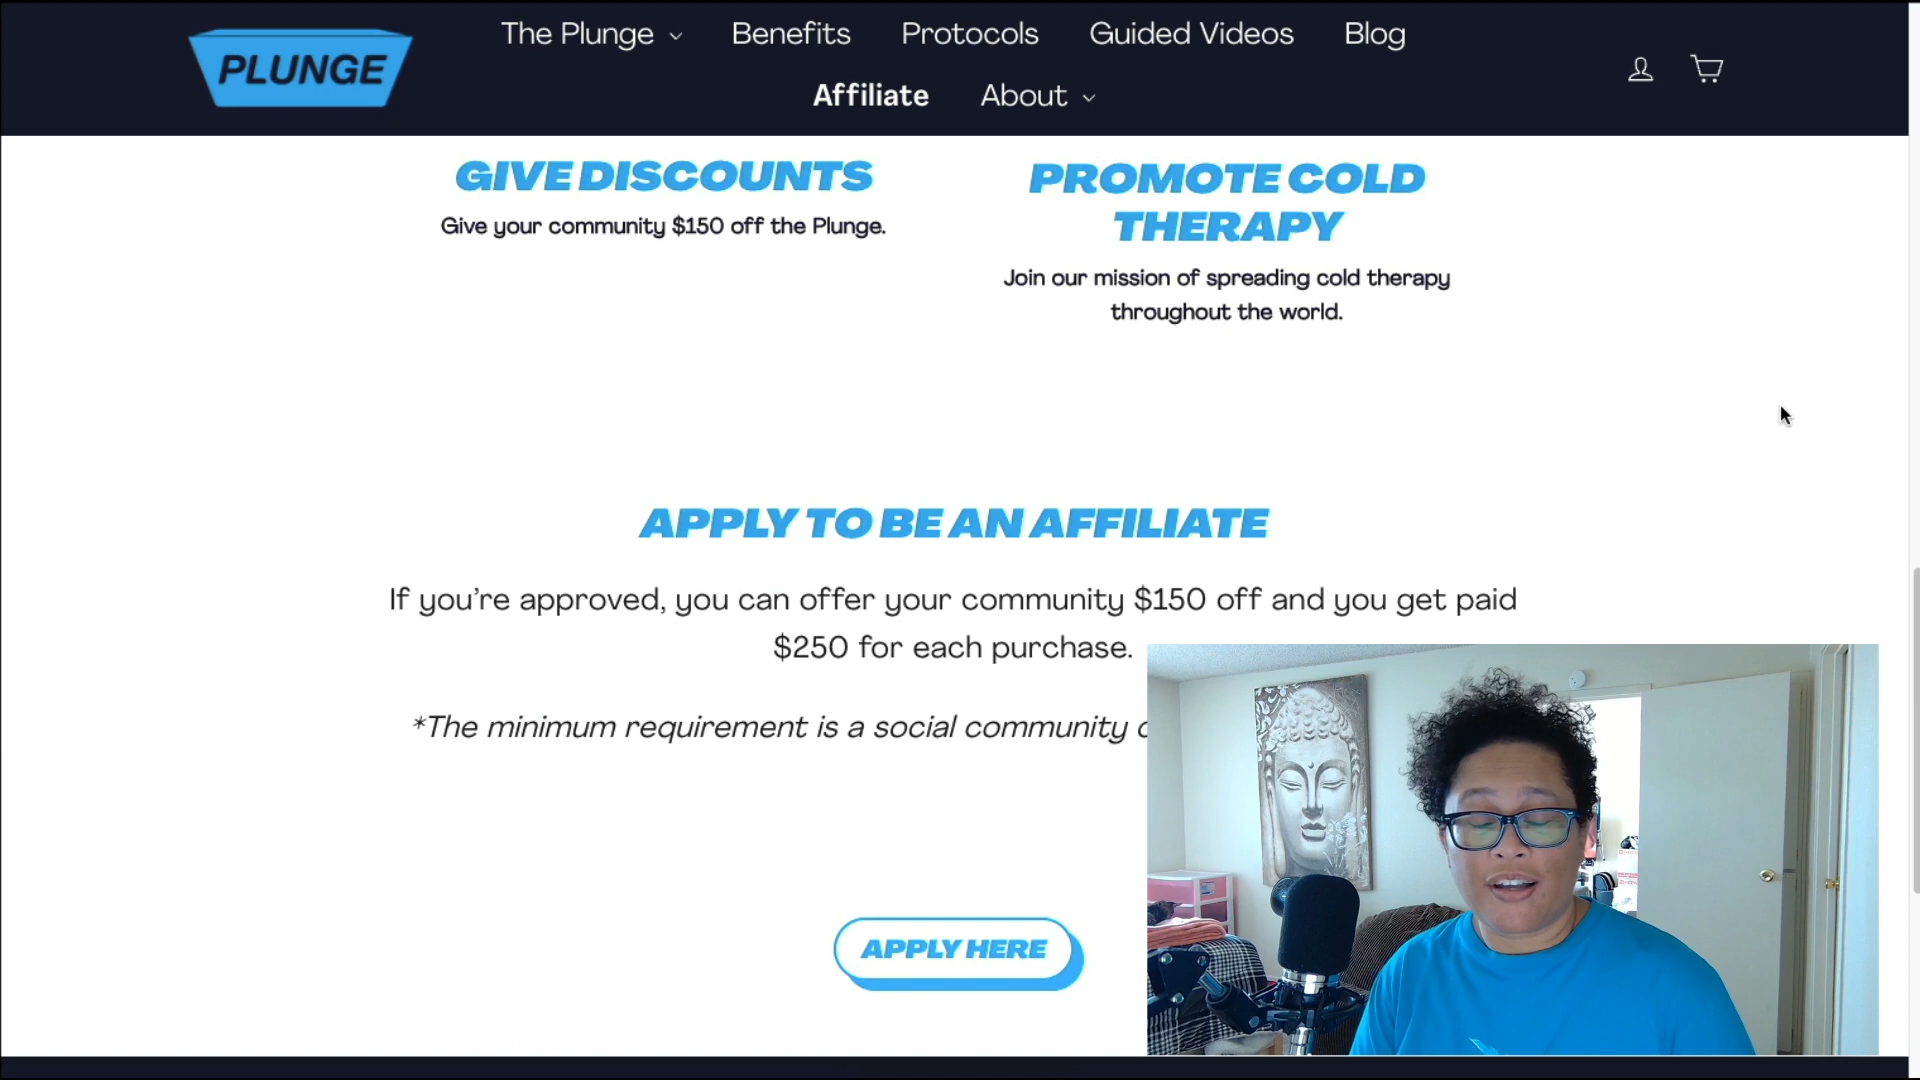 PLUNGE
The Plunge
Benefits
Protocols
Guided Videos
Blog
Affiliate
About
GIVE DISCOUNTS
Give your community $150 off the Plunge.
PROMOTE COLD
THERAPY
Join our mission of spreading cold therapy
throughout the world.
APPLY TO BE AN AFFILIATE
If you’re approved, you can offer your community $150 off and you get paid
$250 for each purchase.
*The minimum requirement is a social community
APPLY HERE